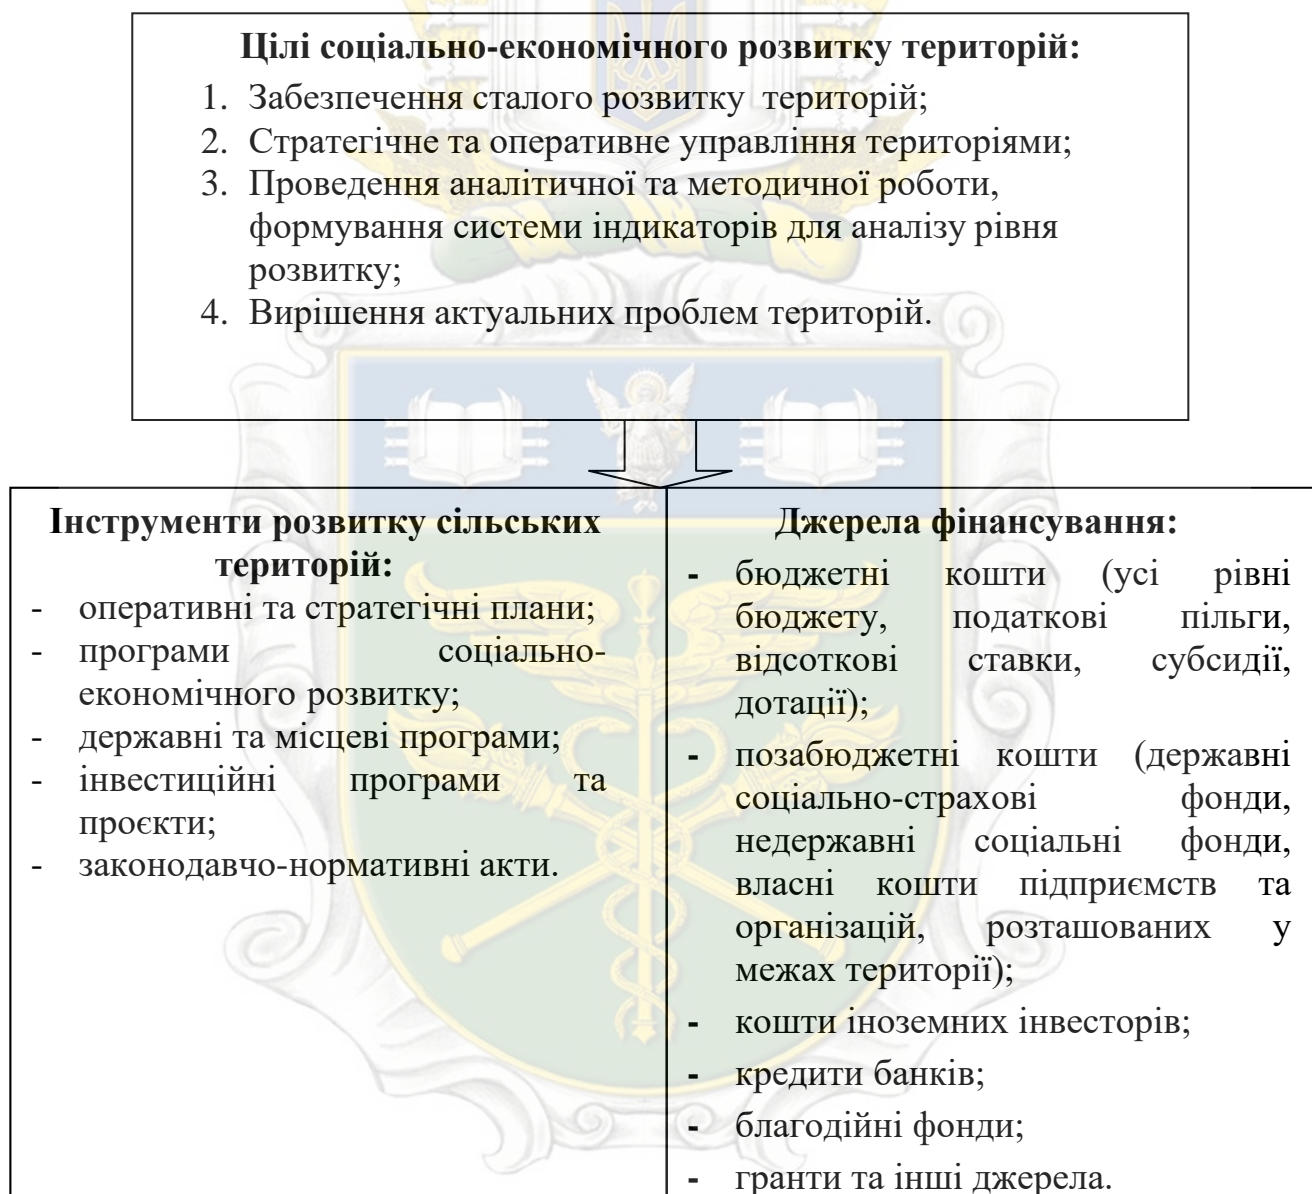 Цілі соціально-економічного розвитку територій:
1. Забезпечення сталого розвитку територій;
2. Стратегічне та оперативне управління територіями;
3. Проведення аналітичної та методичної роботи,
формування системи індикаторів для аналізу рівня
розвитку;
4. Вирішення актуальних проблем територій.
Інструменти розвитку сільських
територій:
- оперативні та стратегічні плани;
- програми соціально-
економічного розвитку;
- державні та місцеві програми;
- інвестиційні програми та
проєкти;
- законодавчо-нормативні акти.
Джерела фінансування:
- бюджетні кошти (усі рівні
бюджету, податкові пільги,
відсоткові ставки, субсидії,
дотації);
- позабюджетні кошти (державні
соціально-страхові фонди,
недержавні соціальні фонди,
власні кошти підприємств та
організацій, розташованих у
межах території);
- кошти іноземних інвесторів;
- кредити банків;
- благодійні фонди;
- гранти та інші джерела.